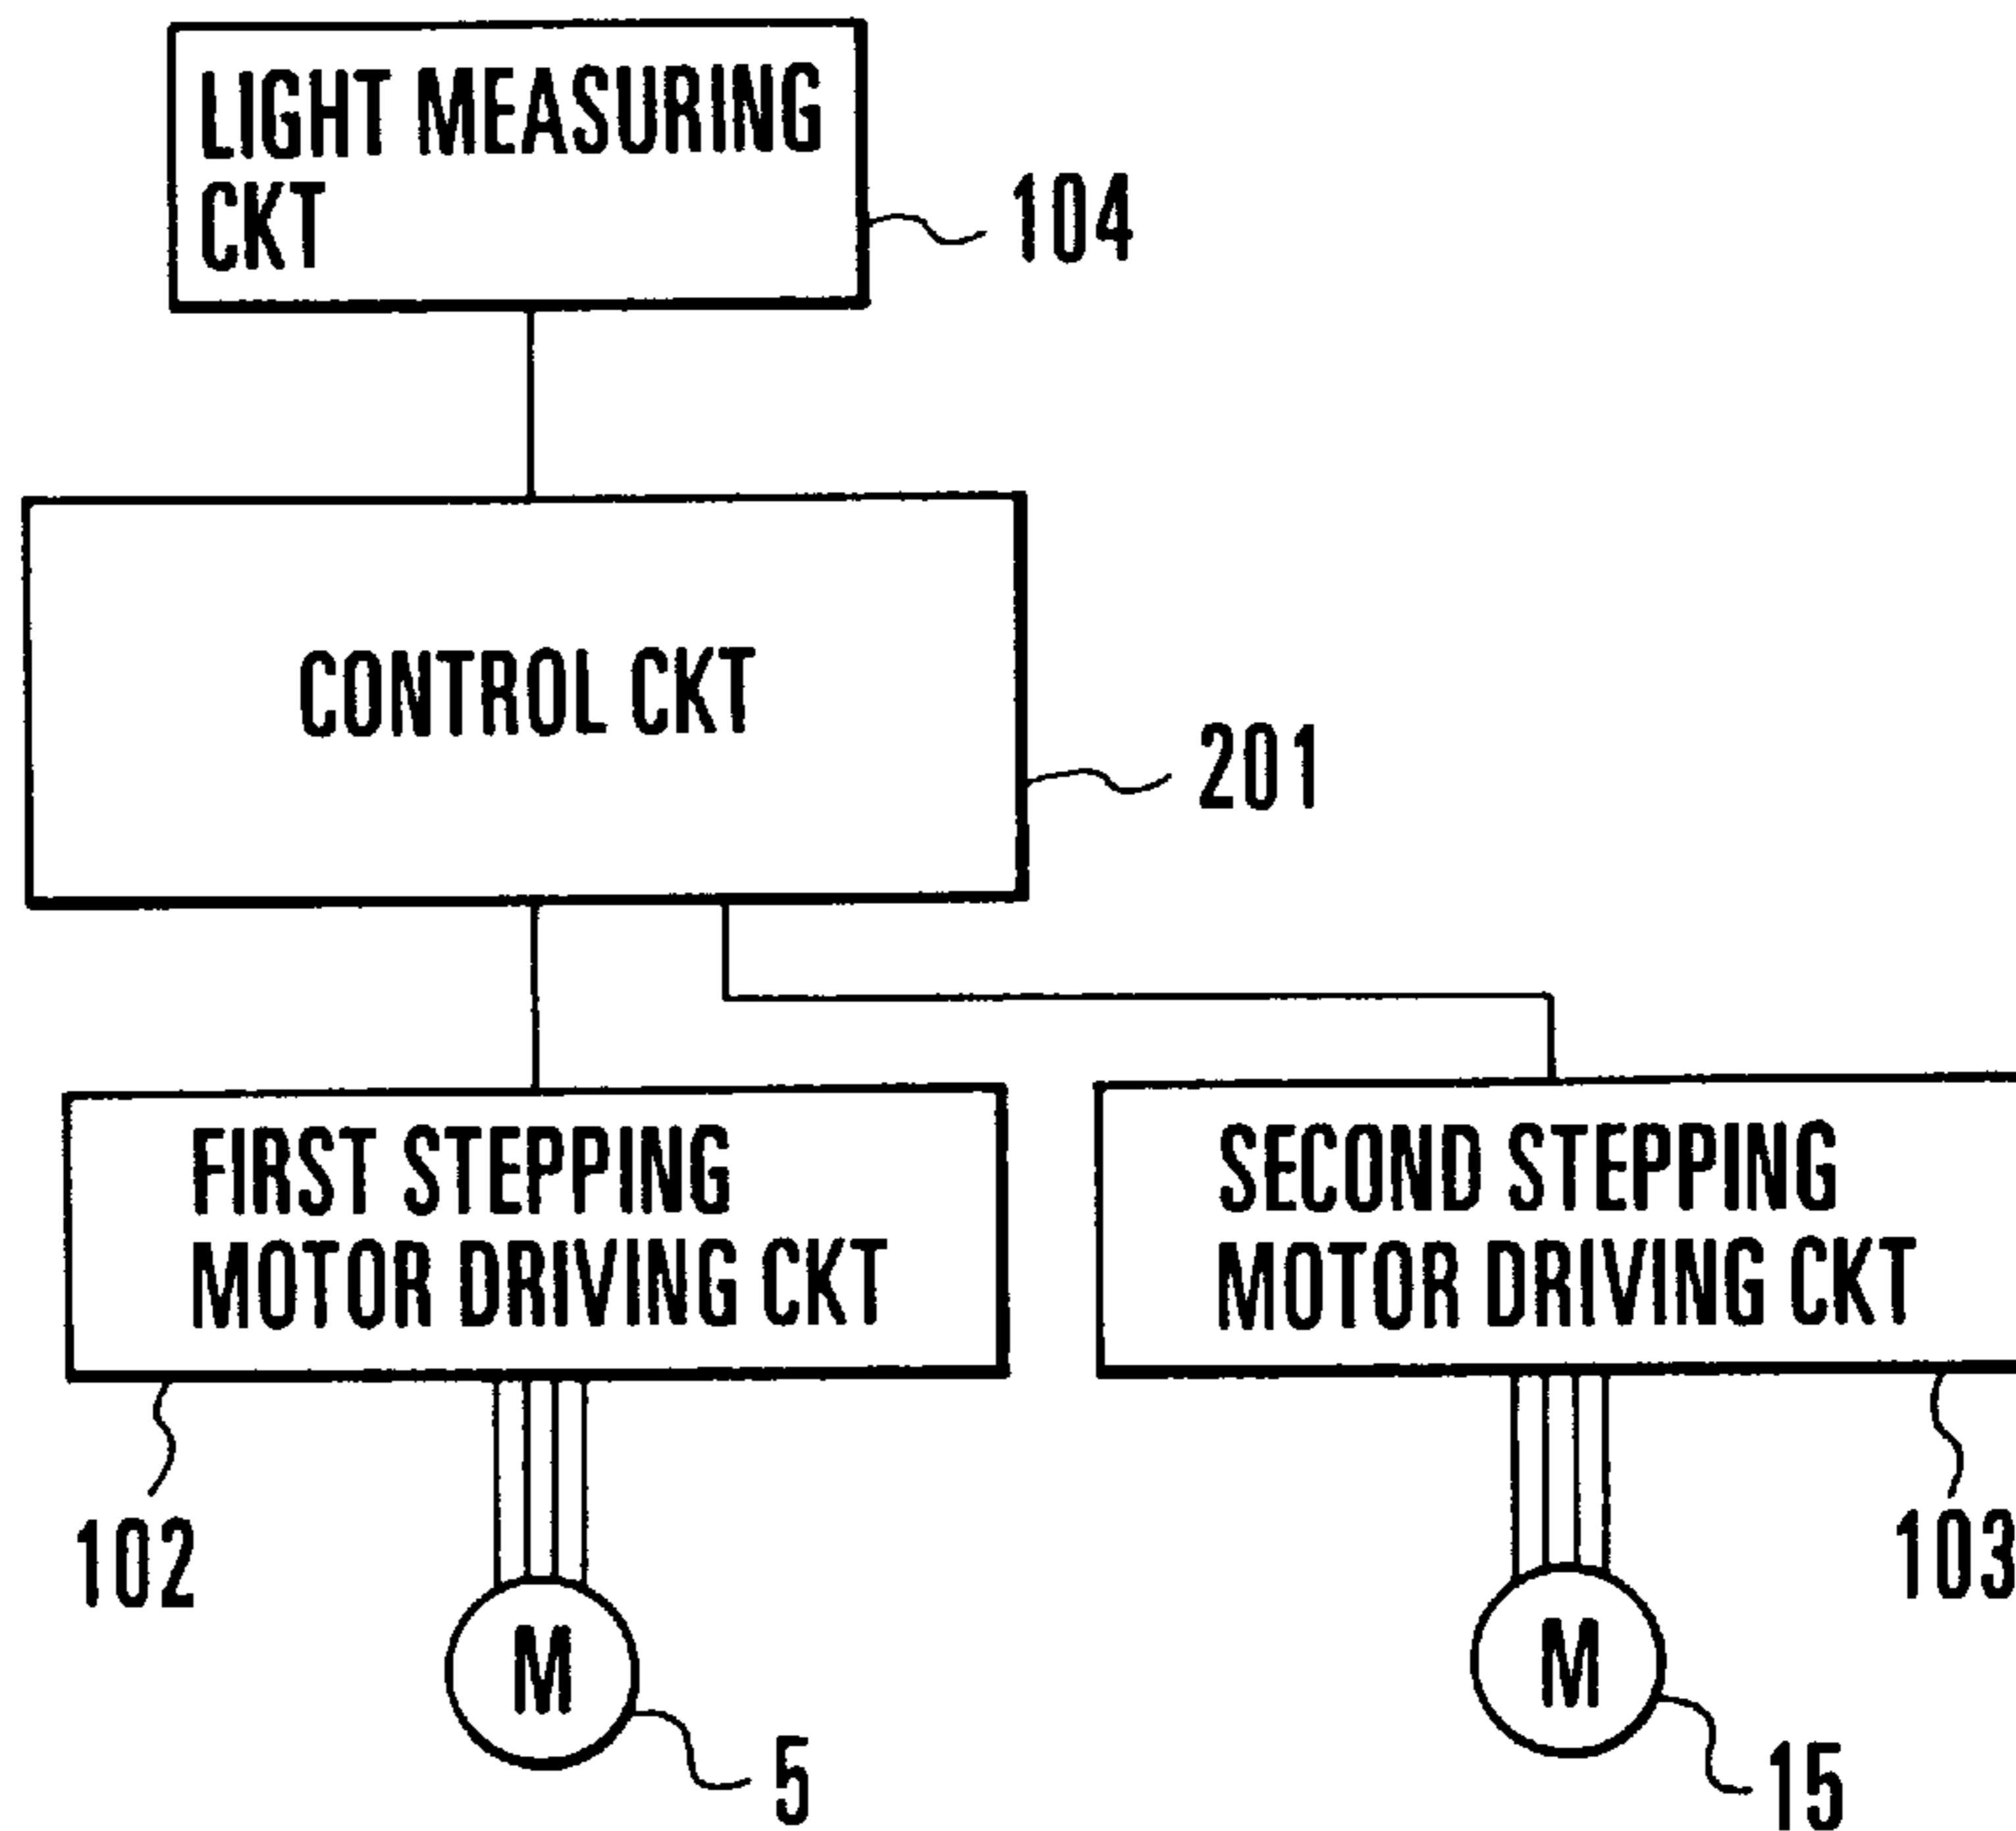 LIGHT MEASURING
CKT
104
CONTROL CKT
201
FIRST STEPPING
MOTOR DRIVING CKT
SECOND STEPPING
MOTOR DRIVING CKT
102
103
M
M
5
15